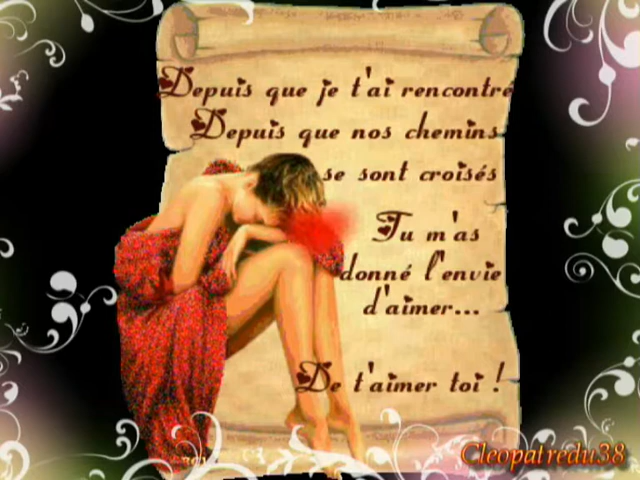 Depuis que je t'ai rencontré
Depuis que nos chemins
se sont croisés
Tu m'as
donné l'envie
d'aimer...
De t'aimer toi !
Cleopatredu38